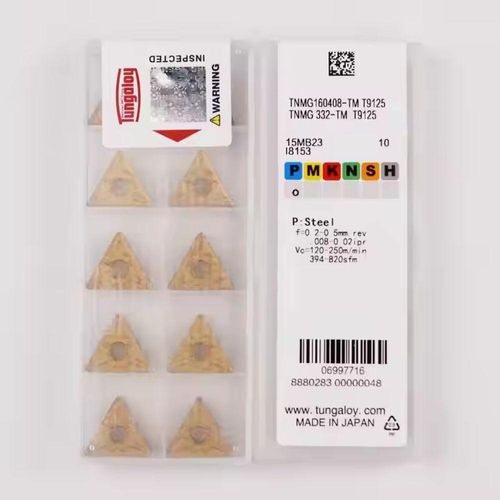 Tungaloy
INSPECTED
WARNING
TNMG160408-TM T9125
TNMG 332-TM T9125
15MB23 10
I8153
P M K N S H
o
P:Steel
f=0.2-0.5mm.rev
.008-0.02ipr
Vc=120-250m/min
394-820sfm
06997716
8880283 00000048
www.tungaloy.com/
MADE IN JAPAN